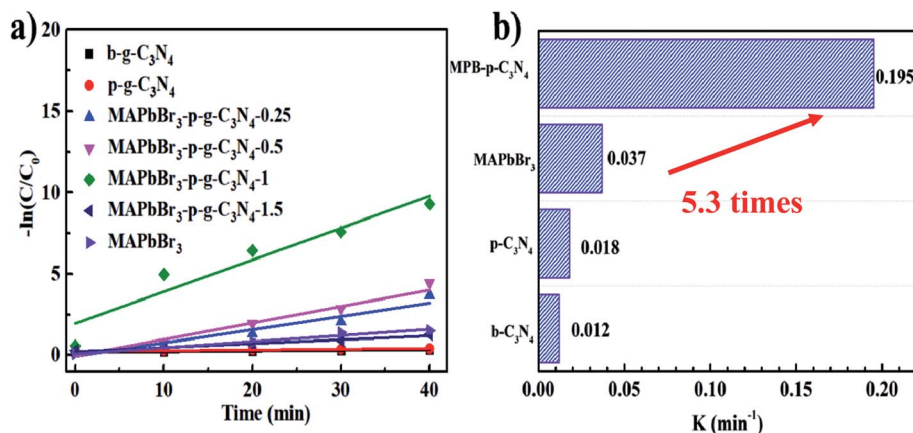 a)
-ln(C/C₀)
-20
15
10
5
0
b-g-C₃N₄
p-g-C₃N₄
MAPbBr₃-p-g-C₃N₄-0.25
MAPbBr₃-p-g-C₃N₄-0.5
MAPbBr₃-p-g-C₃N₄-1
MAPbBr₃-p-g-C₃N₄-1.5
MAPbBr₃
0 10 20 30 40
Time (min)
b)
MPB-p-C₃N₄
0.195
MAPbBr₃
0.037
5.3 times
p-C₃N₄
0.018
b-C₃N₄
0.012
0.00 0.05 0.10 0.15 0.20
K (min⁻¹)